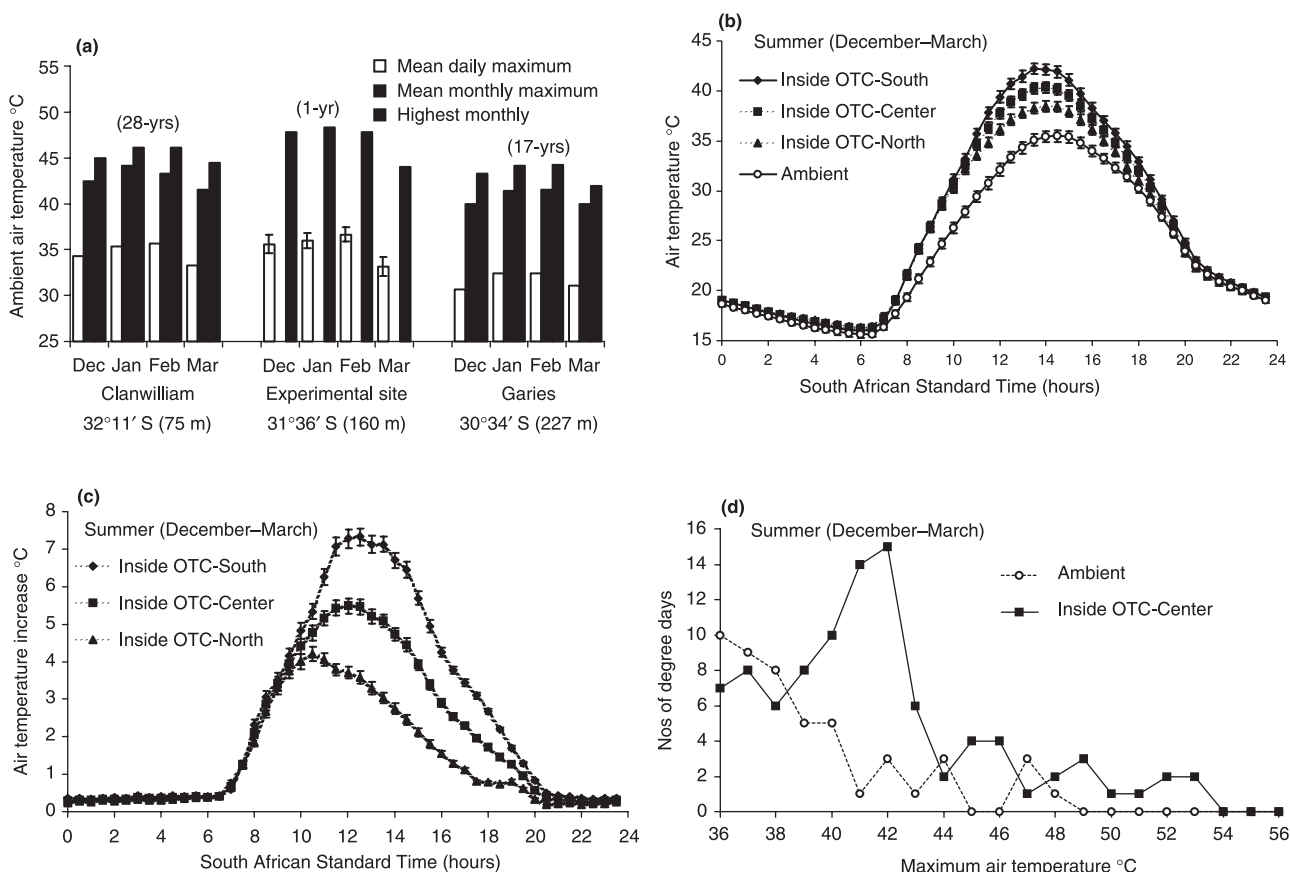 (a)
55
50
45
40
35
30
25
Ambient air temperature °C
Mean daily maximum
Mean monthly maximum
Highest monthly
(28-yrs)
(1-yr)
(17-yrs)
Dec Jan Feb Mar
Dec Jan Feb Mar
Dec Jan Feb Mar
Clanwilliam
Experimental site
Garies
32°11′ S (75 m)
31°36′ S (160 m)
30°34′ S (227 m)
(b)
Summer (December–March)
Inside OTC-South
Inside OTC-Center
Inside OTC-North
Ambient
45
40
35
30
25
20
15
Air temperature °C
0 2 4 6 8 10 12 14 16 18 20 22 24
South African Standard Time (hours)
(c)
Summer (December–March)
Inside OTC-South
Inside OTC-Center
Inside OTC-North
8
7
6
5
4
3
2
1
0
Air temperature increase °C
0 2 4 6 8 10 12 14 16 18 20 22 24
South African Standard Time (hours)
(d)
Summer (December–March)
Ambient
Inside OTC-Center
16
14
12
10
8
6
4
2
0
Nos of degree days
36 38 40 42 44 46 48 50 52 54 56
Maximum air temperature °C